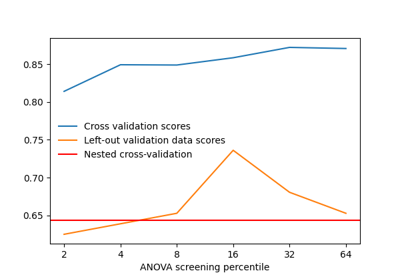 0.85
0.80
0.75
0.70
0.65
Cross validation scores
Left-out validation data scores
Nested cross-validation
2 4 8 16 32 64
ANOVA screening percentile